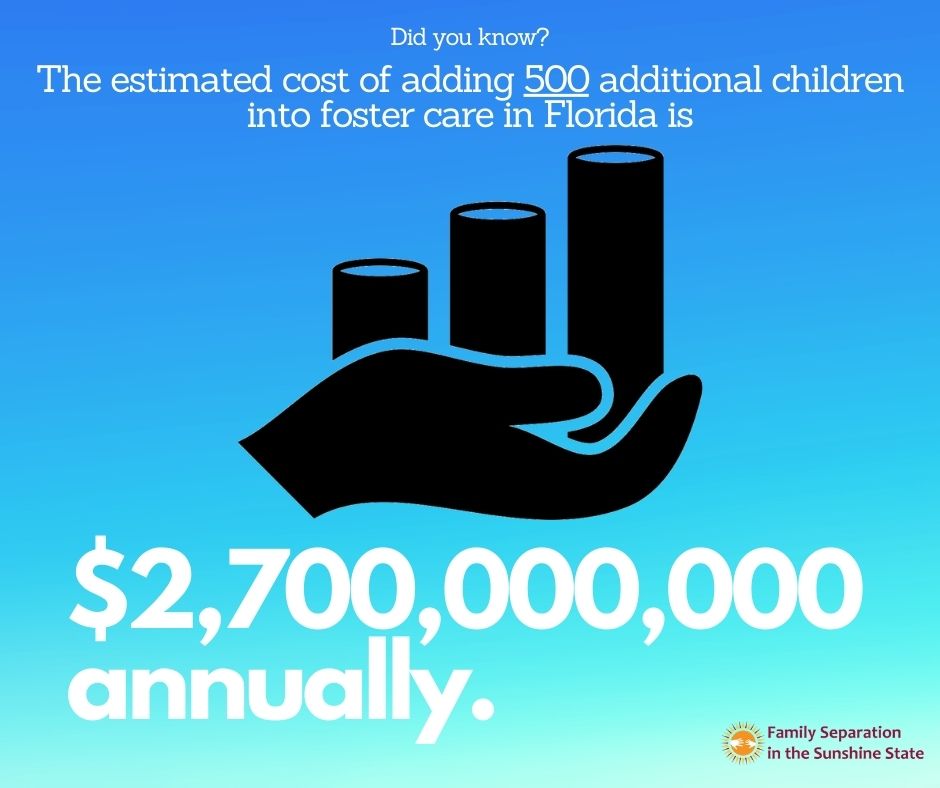 Did you know?
The estimated cost of adding 500 additional children
into foster care in Florida is
$2,700,000,000
annually.
Family Separation
in the Sunshine State